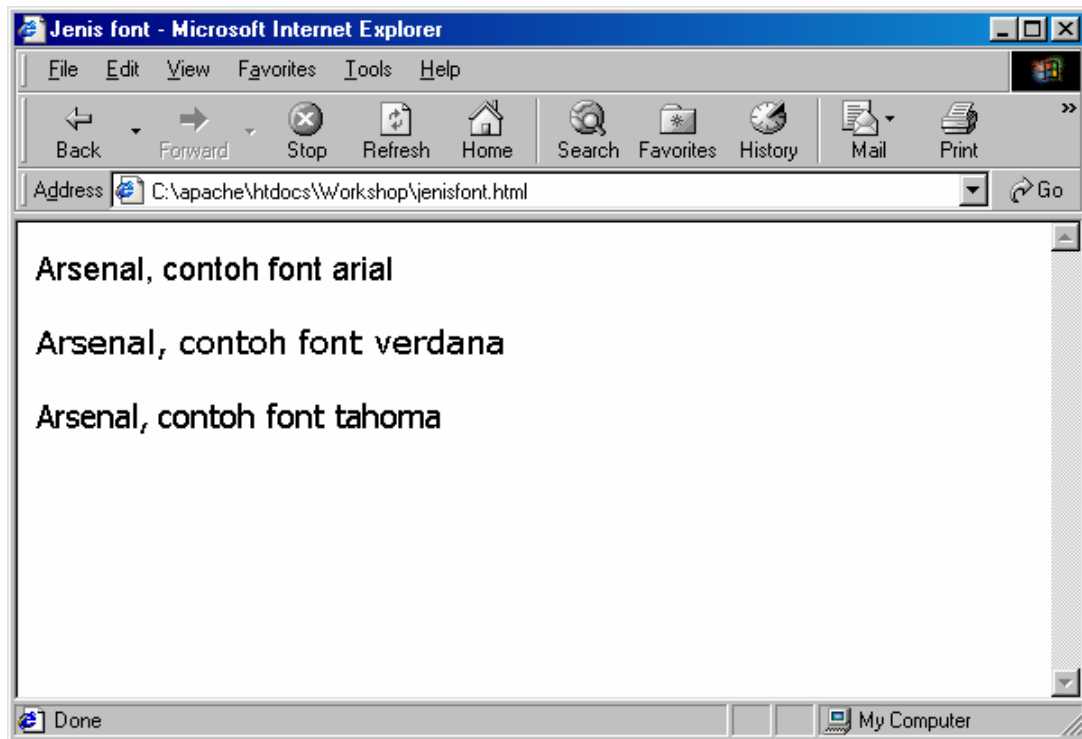 Jenis font - Microsoft Internet Explorer
File Edit View Favorites Tools Help
Back Forward Stop Refresh Home Search Favorites History Mail Print »
Address C:\apache\htdocs\Workshop\jenisfont.html Go
Arsenal, contoh font arial
Arsenal, contoh font verdana
Arsenal, contoh font tahoma
Done My Computer